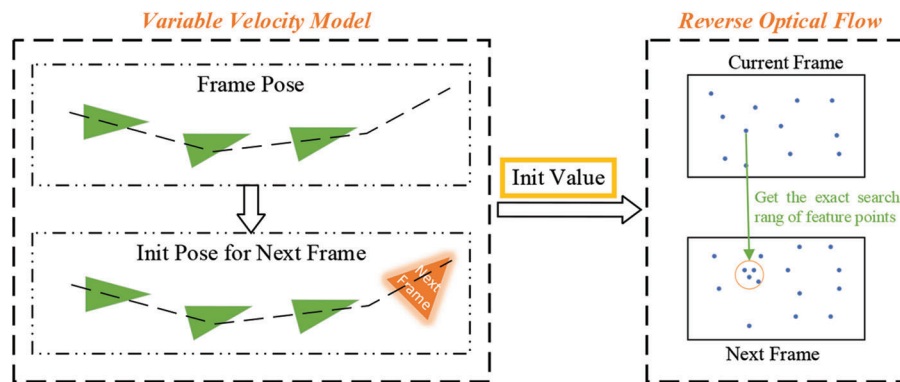 Variable Velocity Model
Frame Pose
Init Pose for Next Frame
Next
Frame
Init Value
Reverse Optical Flow
Current Frame
Get the exact search
rang of feature points
Next Frame